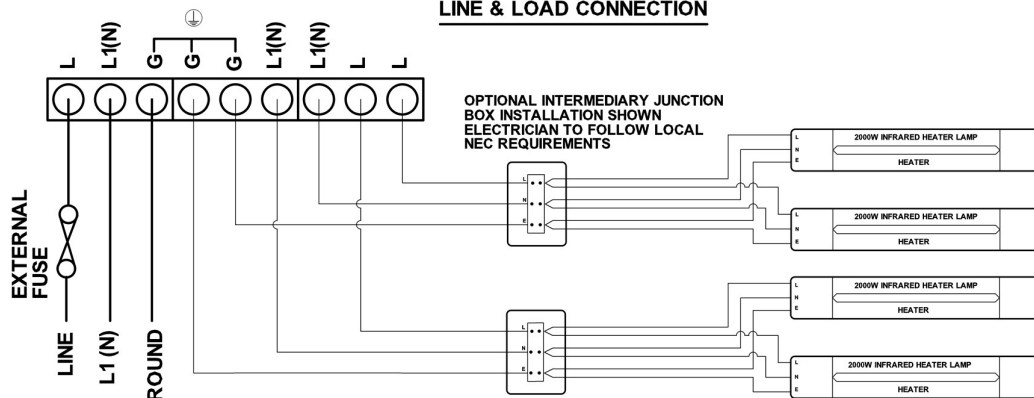 LINE & LOAD CONNECTION
L
L1(N)
G
G
G
L1(N)
L1(N)
L
L
OPTIONAL INTERMEDIARY JUNCTION
BOX INSTALLATION SHOWN
ELECTRICIAN TO FOLLOW LOCAL
NEC REQUIREMENTS
EXTERNAL
FUSE
LINE
L1 (N)
ROUND
L
N
E
L
N
E
2000W INFRARED HEATER LAMP
HEATER
L
N
E
2000W INFRARED HEATER LAMP
HEATER
L
N
E
L
N
E
2000W INFRARED HEATER LAMP
HEATER
L
N
E
2000W INFRARED HEATER LAMP
HEATER